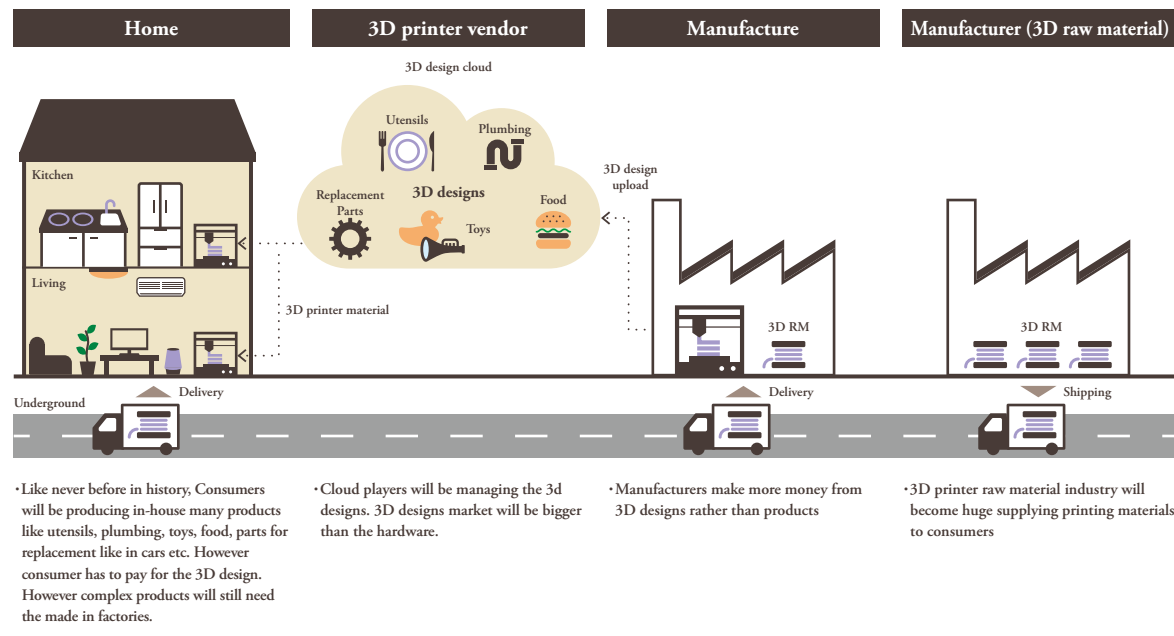 Home
3D printer vendor
Manufacture
Manufacturer (3D raw material)
3D design cloud
Utensils
Plumbing
3D designs
Replacement
Parts
Toys
Food
3D design
upload
Kitchen
Living
3D printer material
3D RM
3D RM
Underground
Delivery
Delivery
Shipping
·Like never before in history, Consumers
will be producing in-house many products
like utensils, plumbing, toys, food, parts for
replacement like in cars etc. However
consumer has to pay for the 3D design.
However complex products will still need
the made in factories.
·Cloud players will be managing the 3d
designs. 3D designs market will be bigger
than the hardware.
·Manufacturers make more money from
3D designs rather than products
·3D printer raw material industry will
become huge supplying printing materials
to consumers